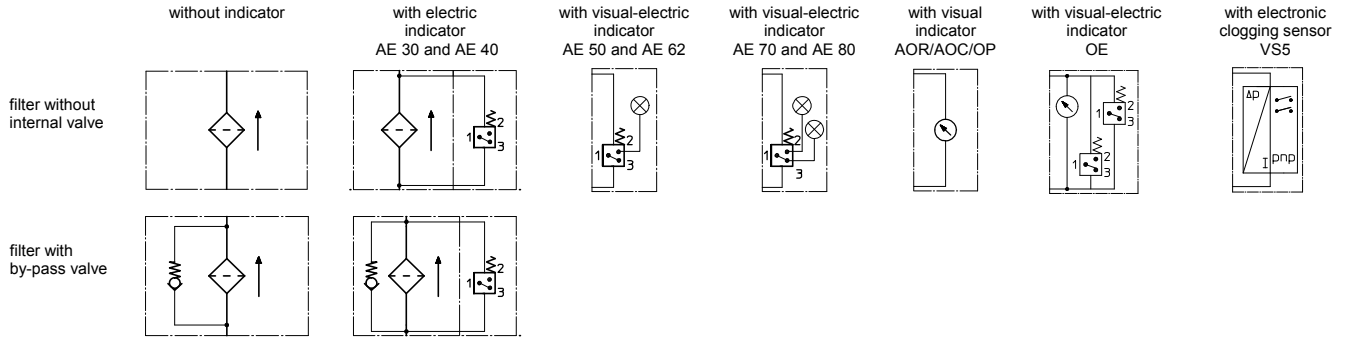 without indicator
with electric
indicator
AE 30 and AE 40
with visual-electric
indicator
AE 50 and AE 62
with visual-electric
indicator
AE 70 and AE 80
with visual
indicator
AOR/AOC/OP
with visual-electric
indicator
OE
with electronic
clogging sensor
VS5
filter without
internal valve
1 2 3
1 2 3
1 2 3
1 2 3
1 2 3
Δp
I pnp
filter with
by-pass valve
1 2 3